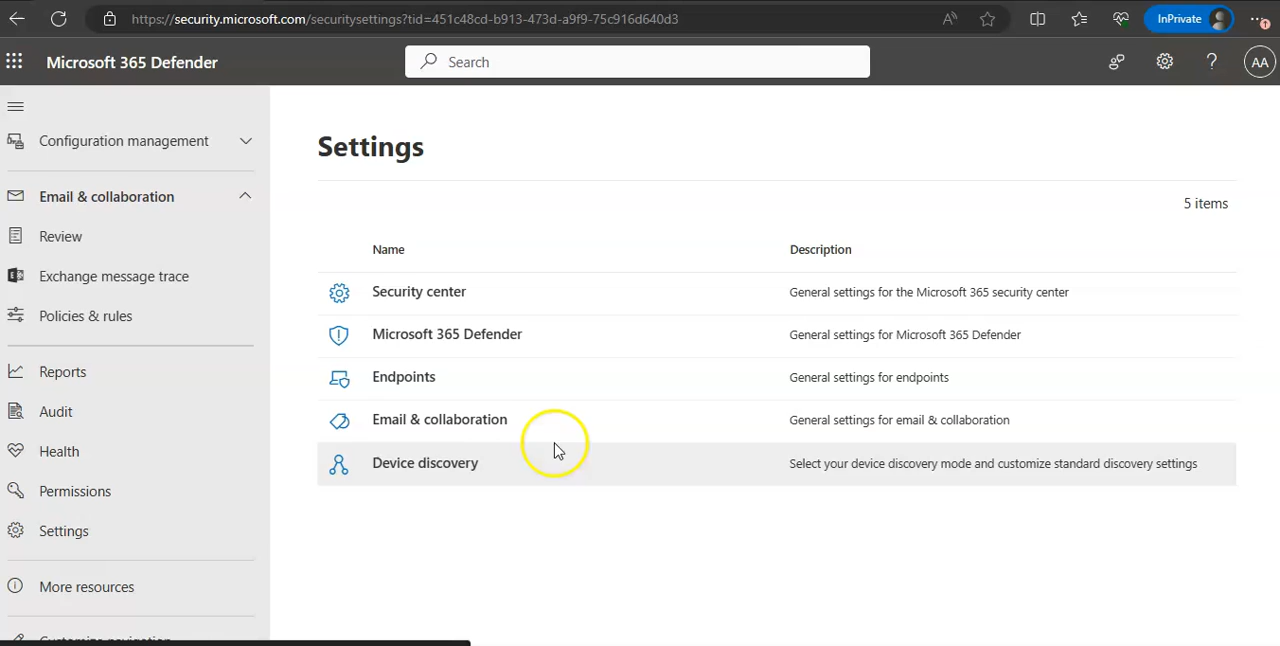 https://security.microsoft.com/securitysettings?tid=451c48cd-b913-473d-a9f9-75c916d640d3
A
InPrivate
1
Microsoft 365 Defender
Search
?
AA
Configuration management
Email & collaboration
Review
Exchange message trace
Policies & rules
Reports
Audit
Health
Permissions
Settings
More resources
Customize navigation
Settings
5 items
Name Description
Security center General settings for the Microsoft 365 security center
Microsoft 365 Defender General settings for Microsoft 365 Defender
Endpoints General settings for endpoints
Email & collaboration General settings for email & collaboration
Device discovery Select your device discovery mode and customize standard discovery settings